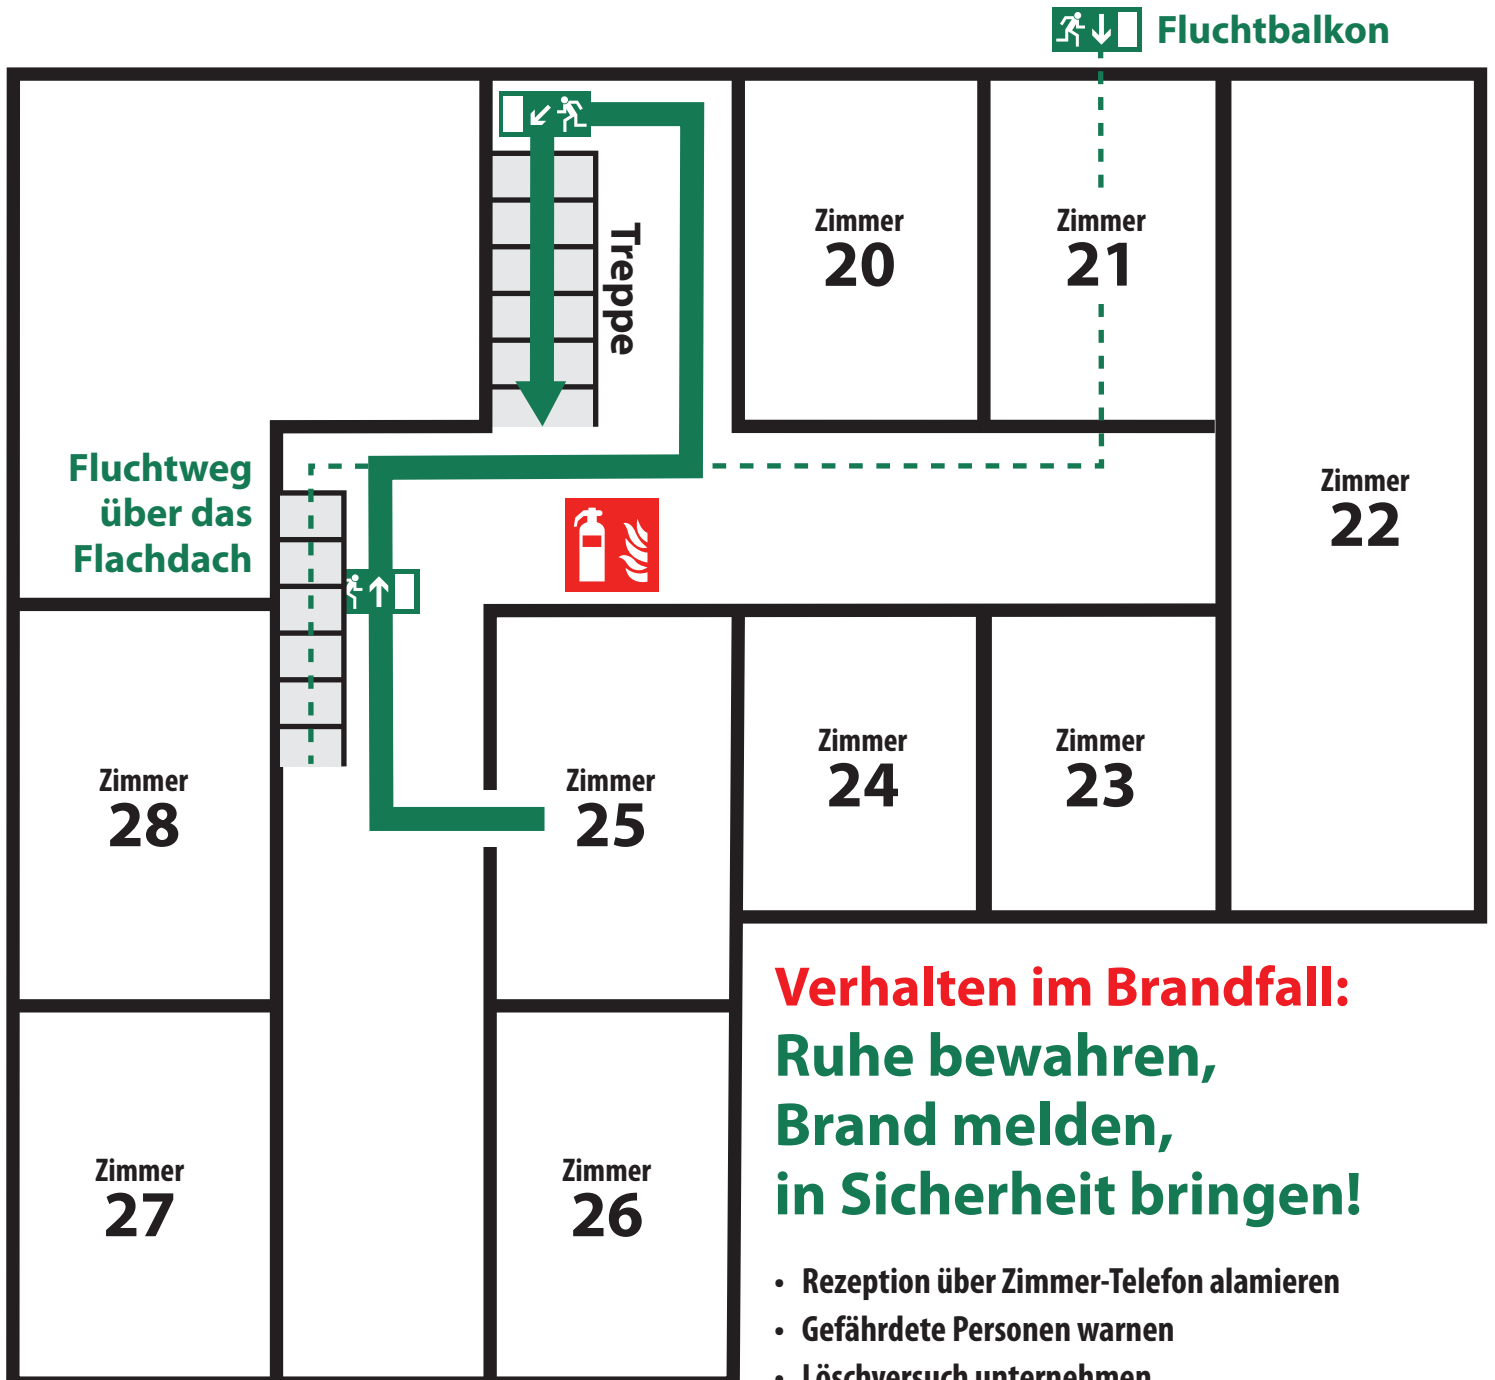 Fluchtbalkon
Treppe
Zimmer
20
Zimmer
21
Zimmer
22
Fluchtweg
über das
Flachdach
Zimmer
28
Zimmer
25
Zimmer
24
Zimmer
23
Zimmer
27
Zimmer
26
Verhalten im Brandfall:
Ruhe bewahren,
Brand melden,
in Sicherheit bringen!
• Rezeption über Zimmer-Telefon alamieren
• Gefährdete Personen warnen
• Löschversuch unternehmen